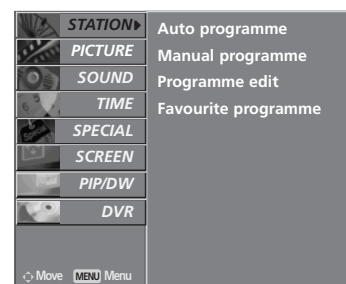 STATION
PICTURE
SOUND
TIME
SPECIAL
SCREEN
PIP/DW
DVR
Move MENU Menu
Auto programme
Manual programme
Programme edit
Favourite programme